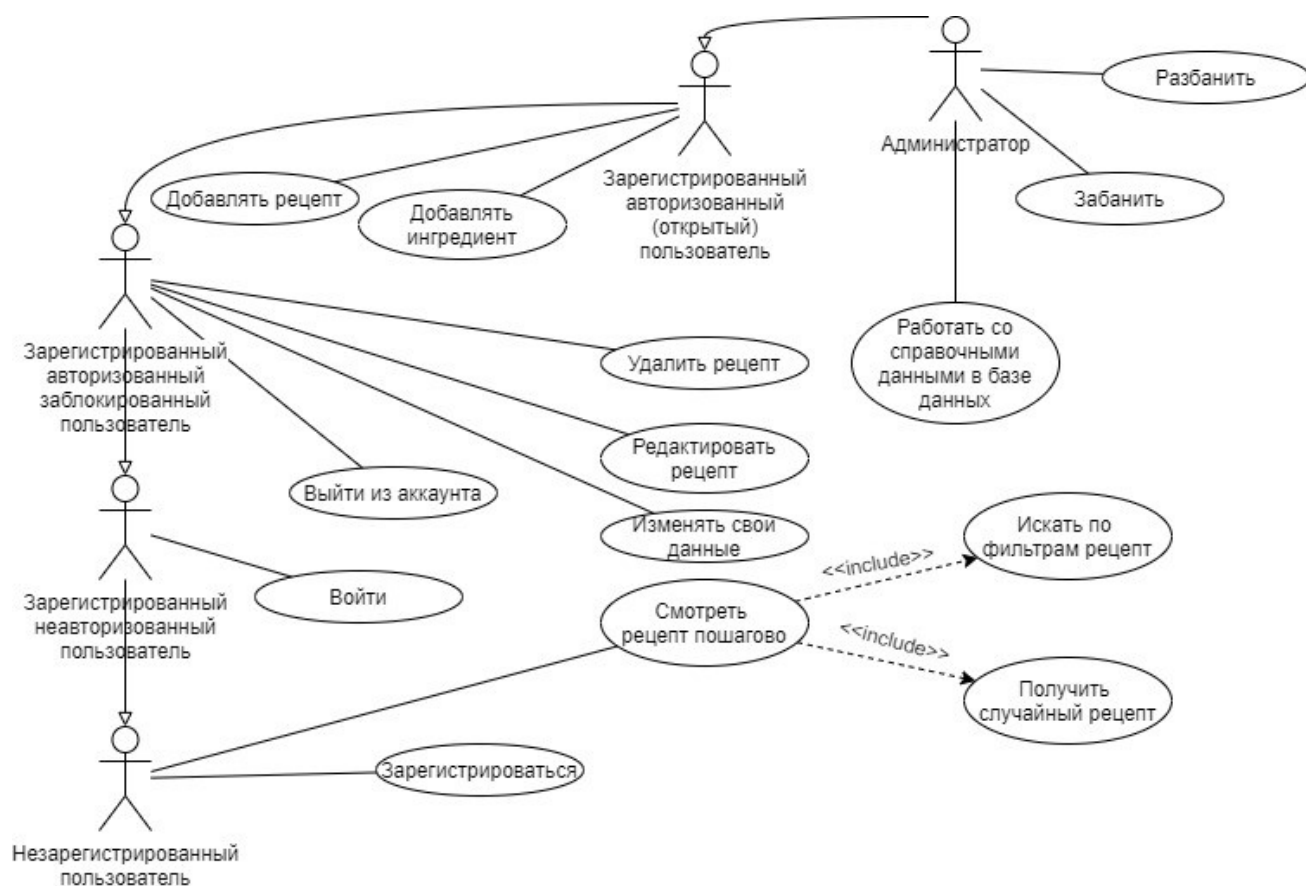 Разбанить
Администратор
Зарегистрированный
авторизованный
(открытый)
пользователь
Добавлять рецепт
Добавлять
ингредиент
Забанить
Зарегистрированный
авторизованный
заблокированный
пользователь
Удалить рецепт
Работать со
справочными
данными в базе
данных
Редактировать
рецепт
Выйти из аккаунта
Изменять свои
данные
Искать по
фильтрам рецепт
<<include>>
Зарегистрированный
неавторизованный
пользователь
Войти
Смотреть
рецепт пошагово
<<include>>
Получить
случайный рецепт
Зарегистрироваться
Незарегистрированный
пользователь